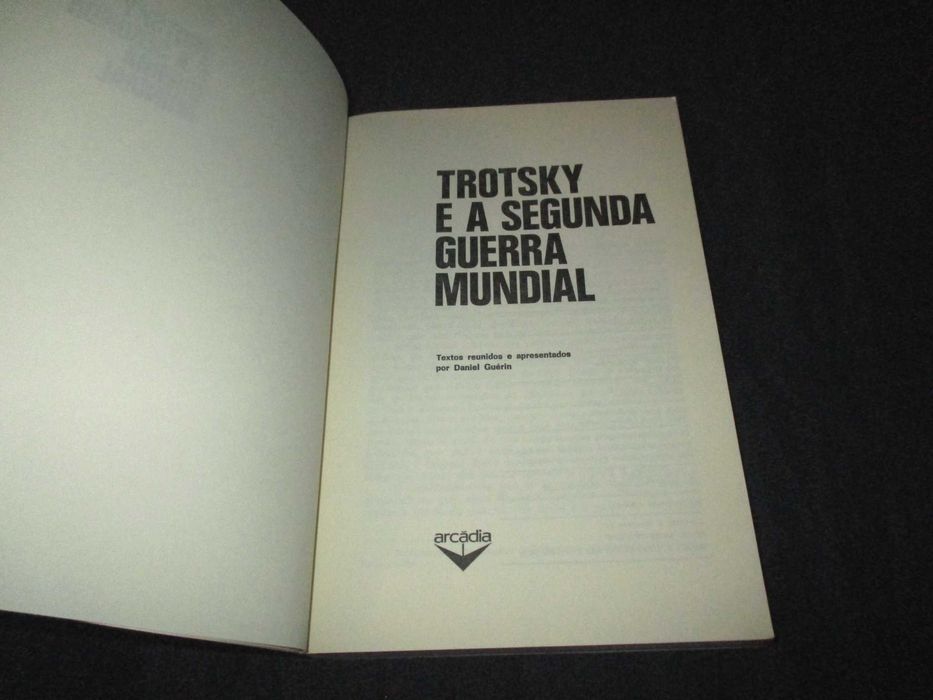 TROTSKY
E A SEGUNDA
GUERRA
MUNDIAL
Textos reunidos e apresentados
por Daniel Guérin
arcádia